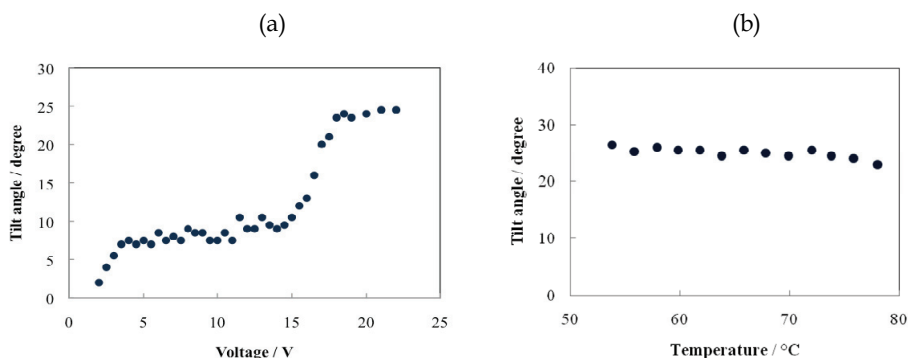 (a)
30
25
20
15
10
5
0
0 5 10 15 20 25
Tilt angle / degree
Voltage / V
(b)
40
30
20
10
0
50 60 70 80
Tilt angle / degree
Temperature / °C